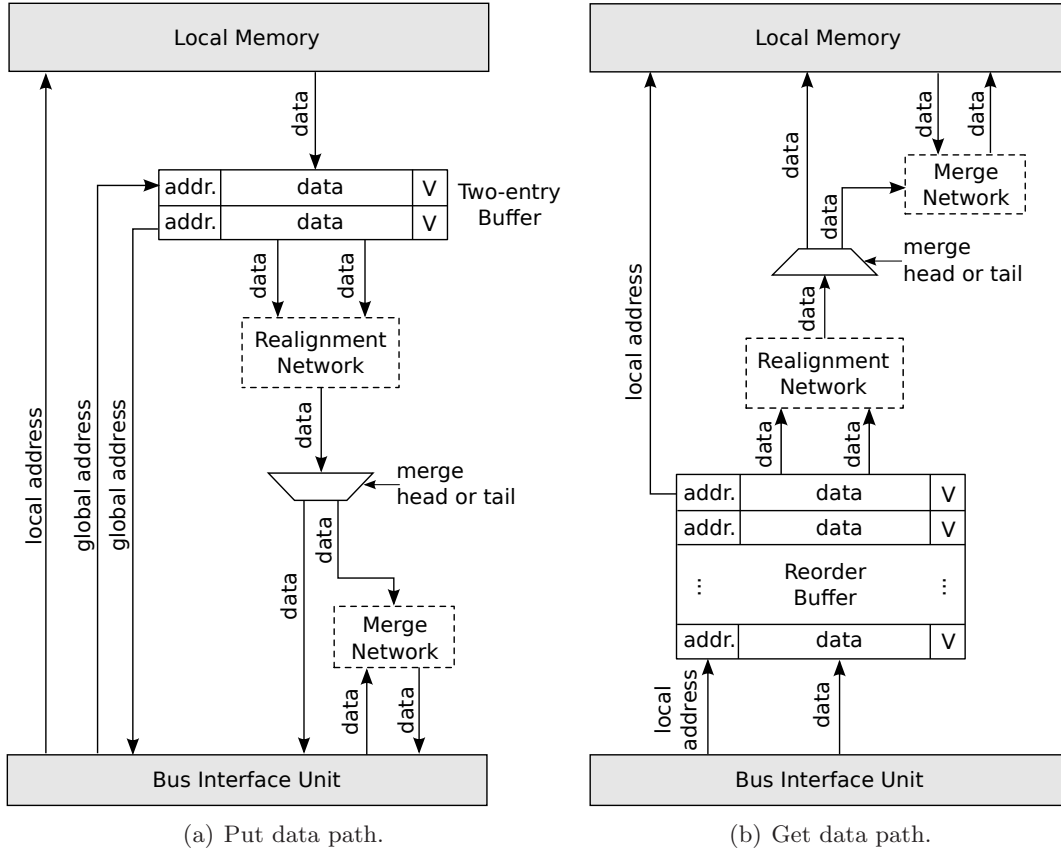 Local Memory
data
addr.
data
V
addr.
data
V
Two-entry
Buffer
data
data
Realignment
Network
local address
global address
global address
data
merge
head or tail
data
data
Merge
Network
data
data
Bus Interface Unit
(a) Put data path.
Local Memory
data
data
data
Merge
Network
data
merge
head or tail
data
local address
Realignment
Network
data
data
addr.
data
V
addr.
data
V
...
Reorder
Buffer
...
addr.
data
V
local
address
data
Bus Interface Unit
(b) Get data path.